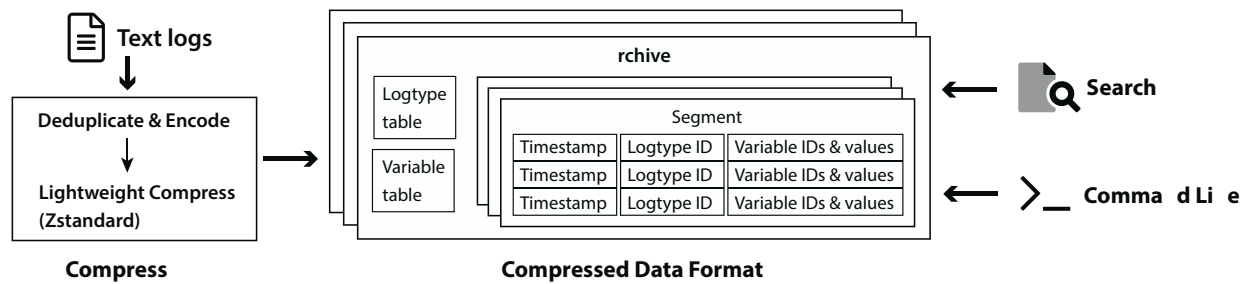 Text logs
Deduplicate & Encode
Lightweight Compress
(Zstandard)
Compress
rchive
Logtype
table
Variable
table
Segment
Timestamp Logtype ID Variable IDs & values
Timestamp Logtype ID Variable IDs & values
Timestamp Logtype ID Variable IDs & values
Compressed Data Format
Search
Comma d Li e